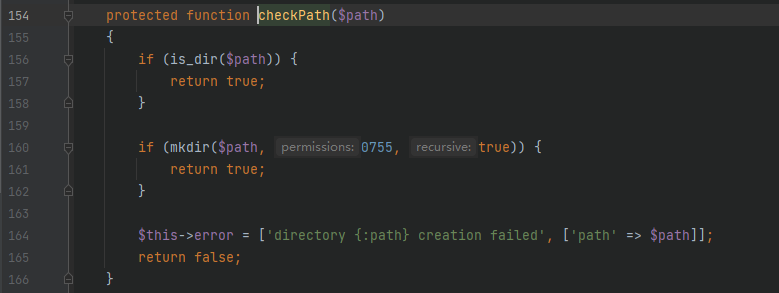 154 protected function checkPath($path)
155 {
156 if (is_dir($path)) {
157 return true;
158 }
159
160 if (mkdir($path, permissions: 0755, recursive: true)) {
161 return true;
162 }
163
164 $this->error = ['directory {:path} creation failed', ['path' => $path]];
165 return false;
166 }